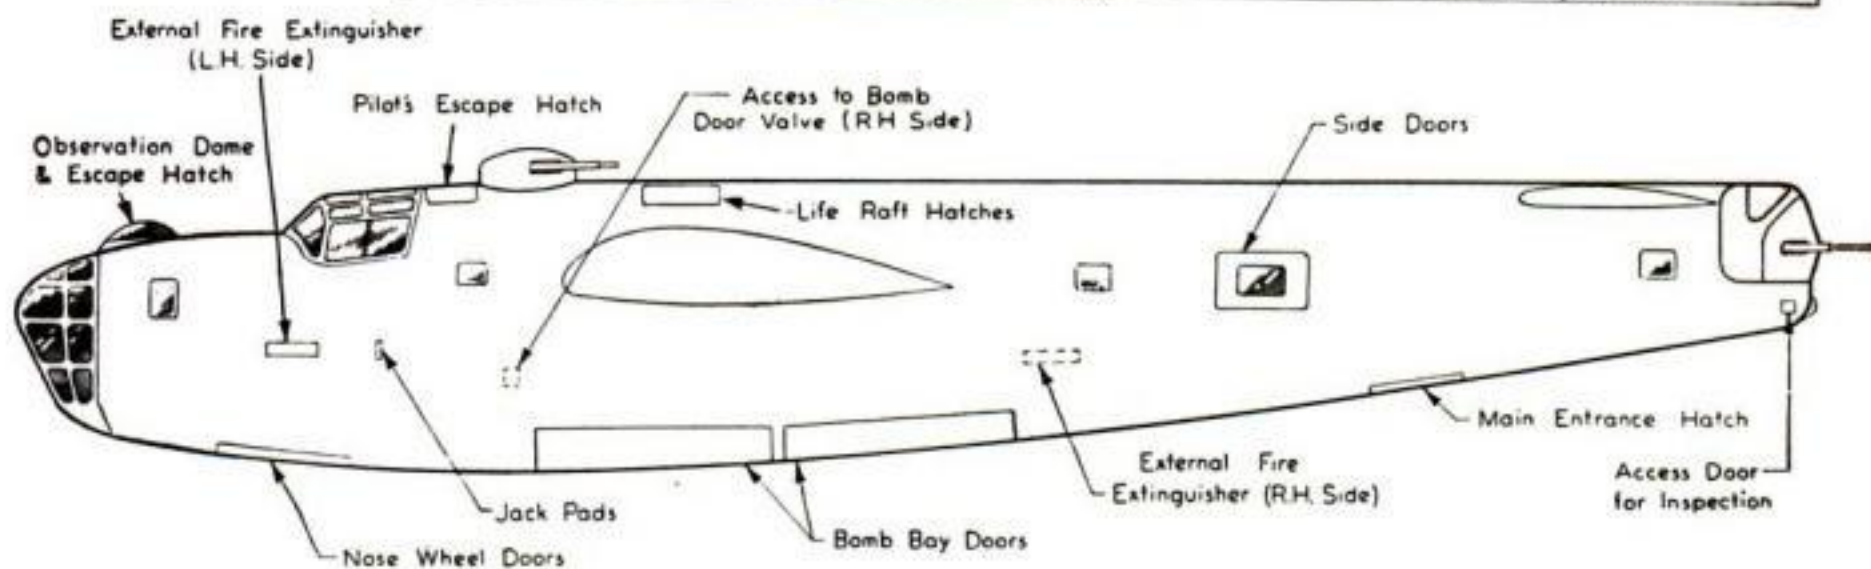 External Fire Extinguisher
(L.H. Side)
Pilot's Escape Hatch
Access to Bomb
Door Valve (R H Side)
Side Doors
Observation Dome
& Escape Hatch
Life Raft Hatches
Main Entrance Hatch
External Fire
Extinguisher (R.H. Side)
Access Door
for Inspection
Jack Pads
Bomb Bay Doors
Nose Wheel Doors